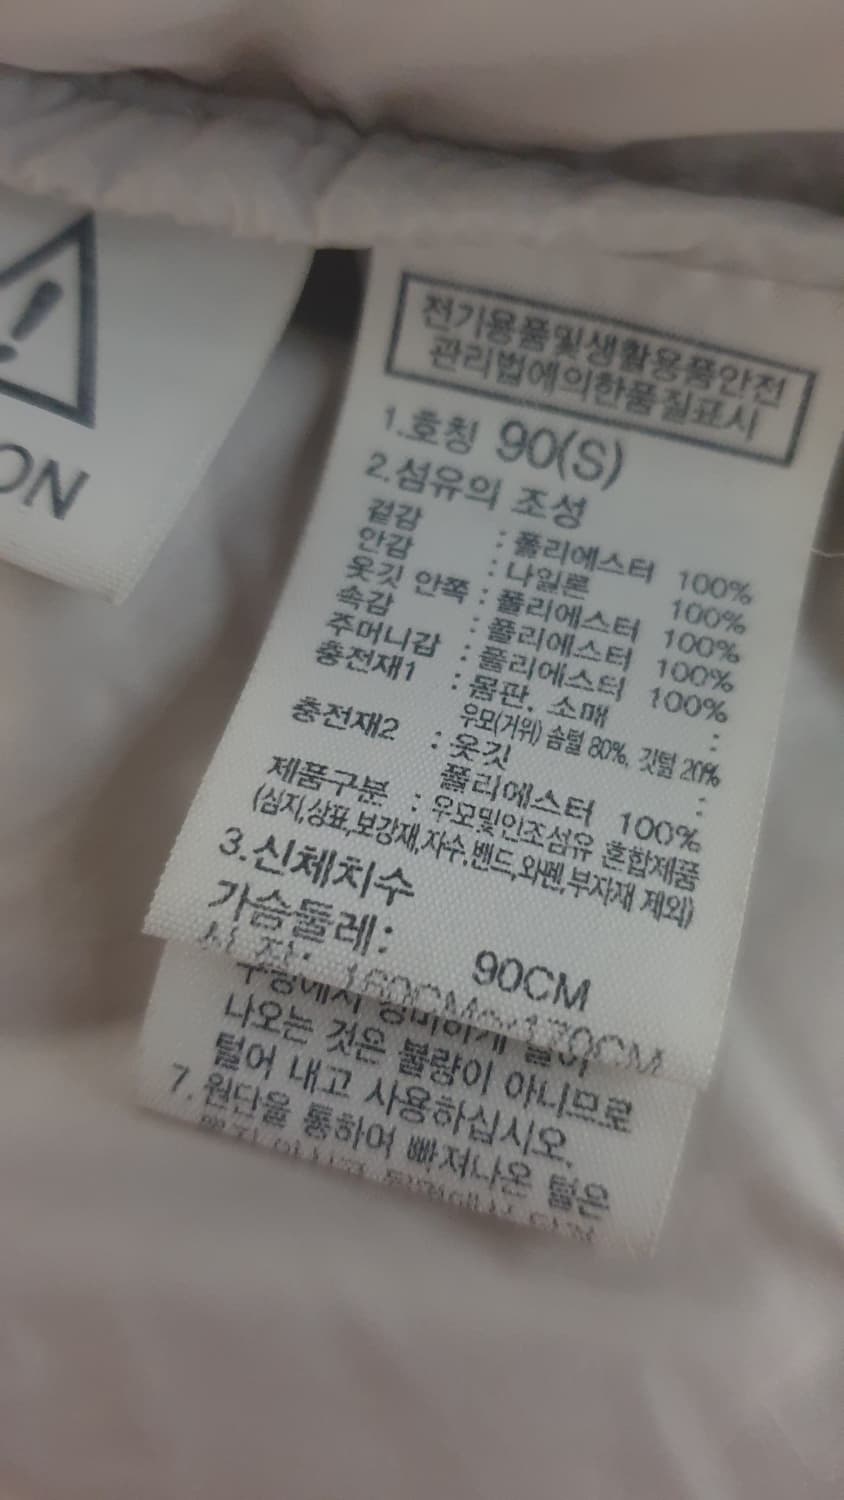 ON
전기용품및생활용품안전
관리법에의한품질표시
1.호칭 90(S)
2.섬유의 조성
겉감 : 폴리에스터 100%
안감 : 나일론 100%
옷깃 안쪽 : 폴리에스터 100%
속감 : 폴리에스터 100%
주머니감 : 폴리에스터 100%
충전재1 : 몸판, 소매 :
우모(거위) 솜털 80%, 깃털 20%
충전재2 : 옷깃 :
폴리에스터 100%
제품구분 : 우모및인조섬유 혼합제품
(심지,상표,보강재,자수,밴드,와펜,부자재 제외)
3.신체치수
가슴둘레: 90CM
신 장: 160CM~170CM
나오는 것은 불량이 아니므로
털어 내고 사용하십시오.
7.원단을 통하여 빠져나온 털은